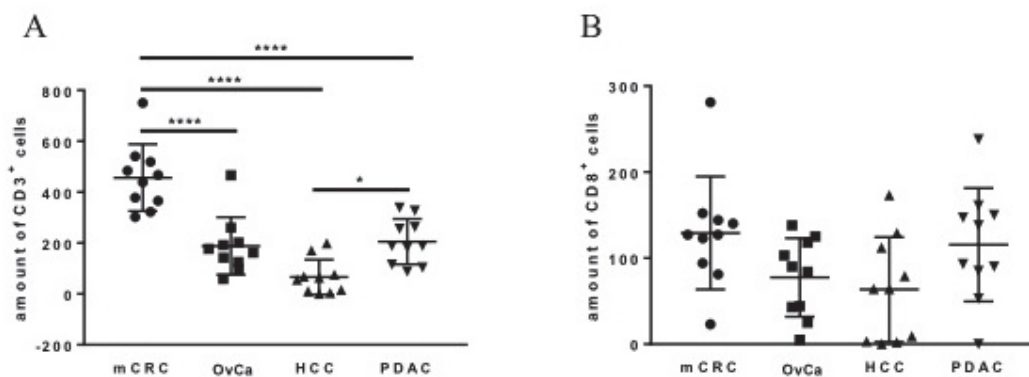 A
B
****
****
****
*
amount of CD3+ cells
800
600
400
200
0
-200
mCRC OvCa HCC PDAC
amount of CD8+ cells
300
200
100
0
mCRC OvCa HCC PDAC